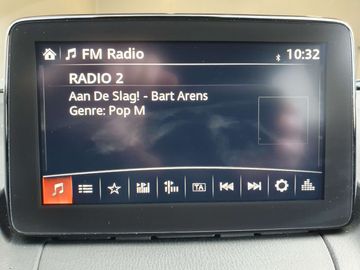 FM Radio 10:32
RADIO 2
Aan De Slag! - Bart Arens
Genre: Pop M
TA